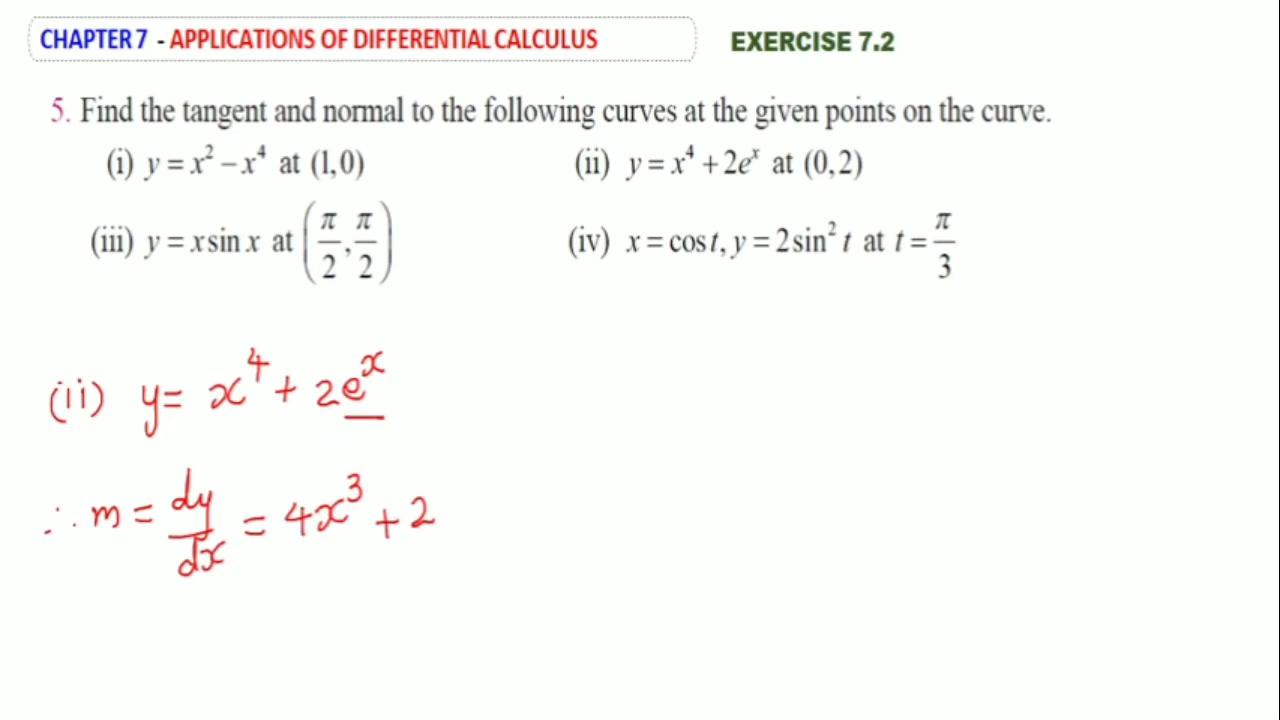 CHAPTER 7 - APPLICATIONS OF DIFFERENTIAL CALCULUS EXERCISE 7.2
5. Find the tangent and normal to the following curves at the given points on the curve.
(i) y = x² − x⁴ at (1,0) (ii) y = x⁴ + 2eˣ at (0,2)
(iii) y = x sin x at (π/2, π/2) (iv) x = cos t, y = 2 sin² t at t = π/3
(ii) y = x⁴ + 2eˣ
∴ m = dy/dx = 4x³ + 2